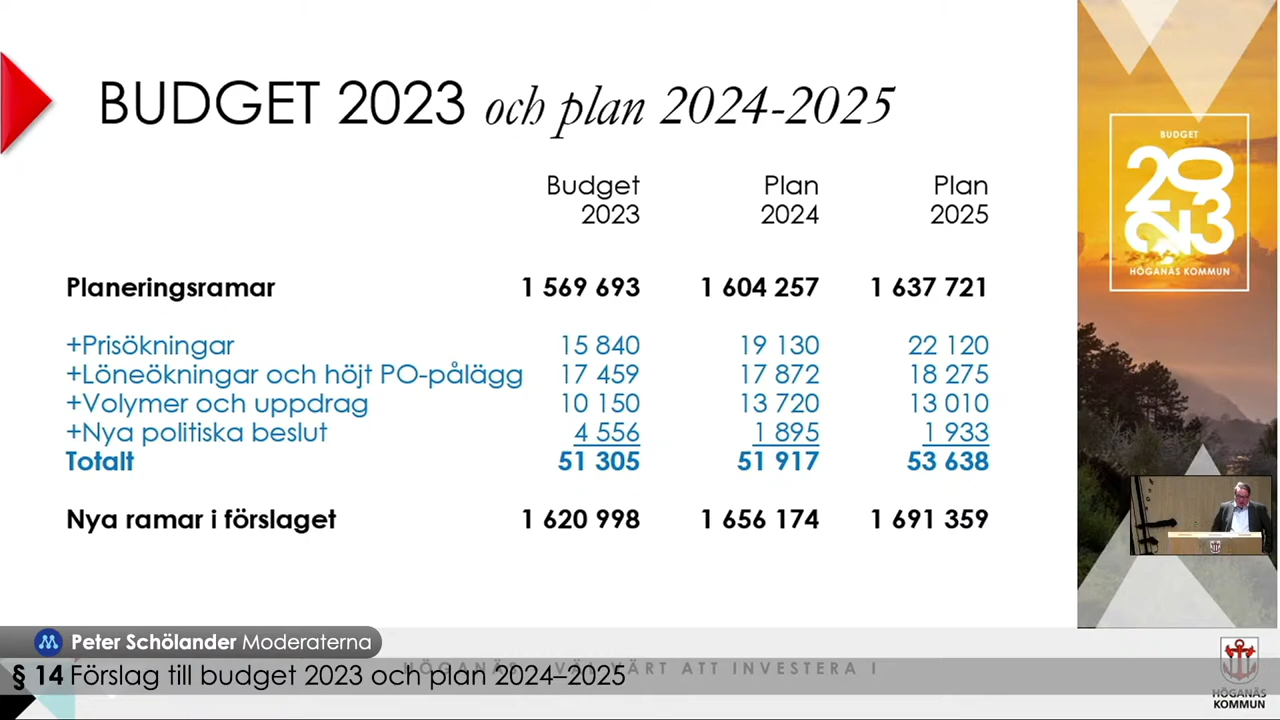 BUDGET 2023 och plan 2024-2025
Budget Plan Plan
2023 2024 2025
Planeringsramar 1 569 693 1 604 257 1 637 721
+Prisökningar 15 840 19 130 22 120
+Löneökningar och höjt PO-pålägg 17 459 17 872 18 275
+Volymer och uppdrag 10 150 13 720 13 010
+Nya politiska beslut 4 556 1 895 1 933
Totalt 51 305 51 917 53 638
Nya ramar i förslaget 1 620 998 1 656 174 1 691 359
BUDGET
2023
HÖGANÄS KOMMUN
Peter Schölander Moderaterna
§ 14 Förslag till budget 2023 och plan 2024–2025
HÖGANÄS VÄL VÄRT ATT INVESTERA I
HÖGANÄS
KOMMUN